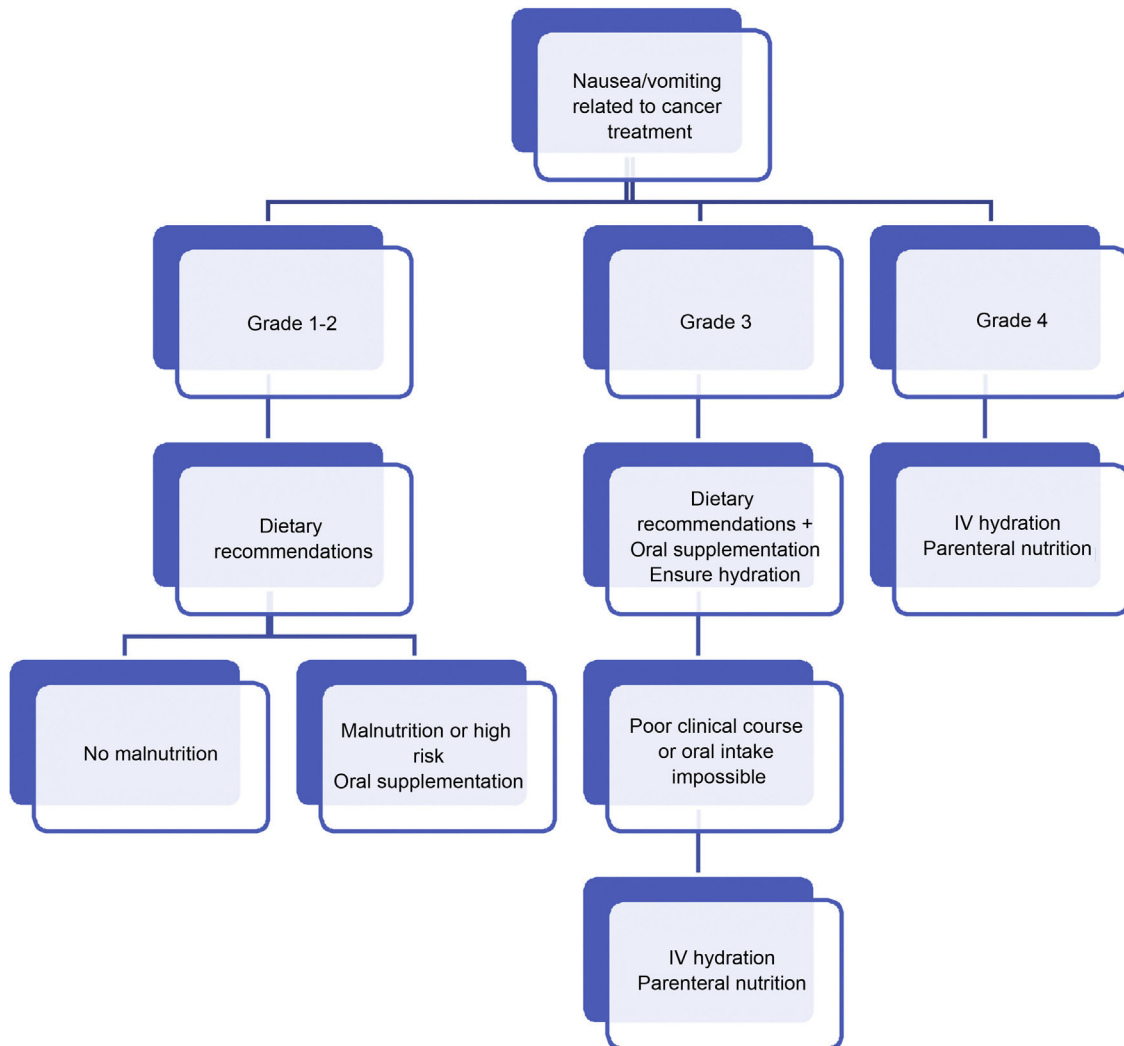 Nausea/vomiting
related to cancer
treatment
Grade 1-2
Grade 3
Grade 4
Dietary
recommendations
Dietary
recommendations +
Oral supplementation
Ensure hydration
IV hydration
Parenteral nutrition
No malnutrition
Malnutrition or high
risk
Oral supplementation
Poor clinical course
or oral intake
impossible
IV hydration
Parenteral nutrition